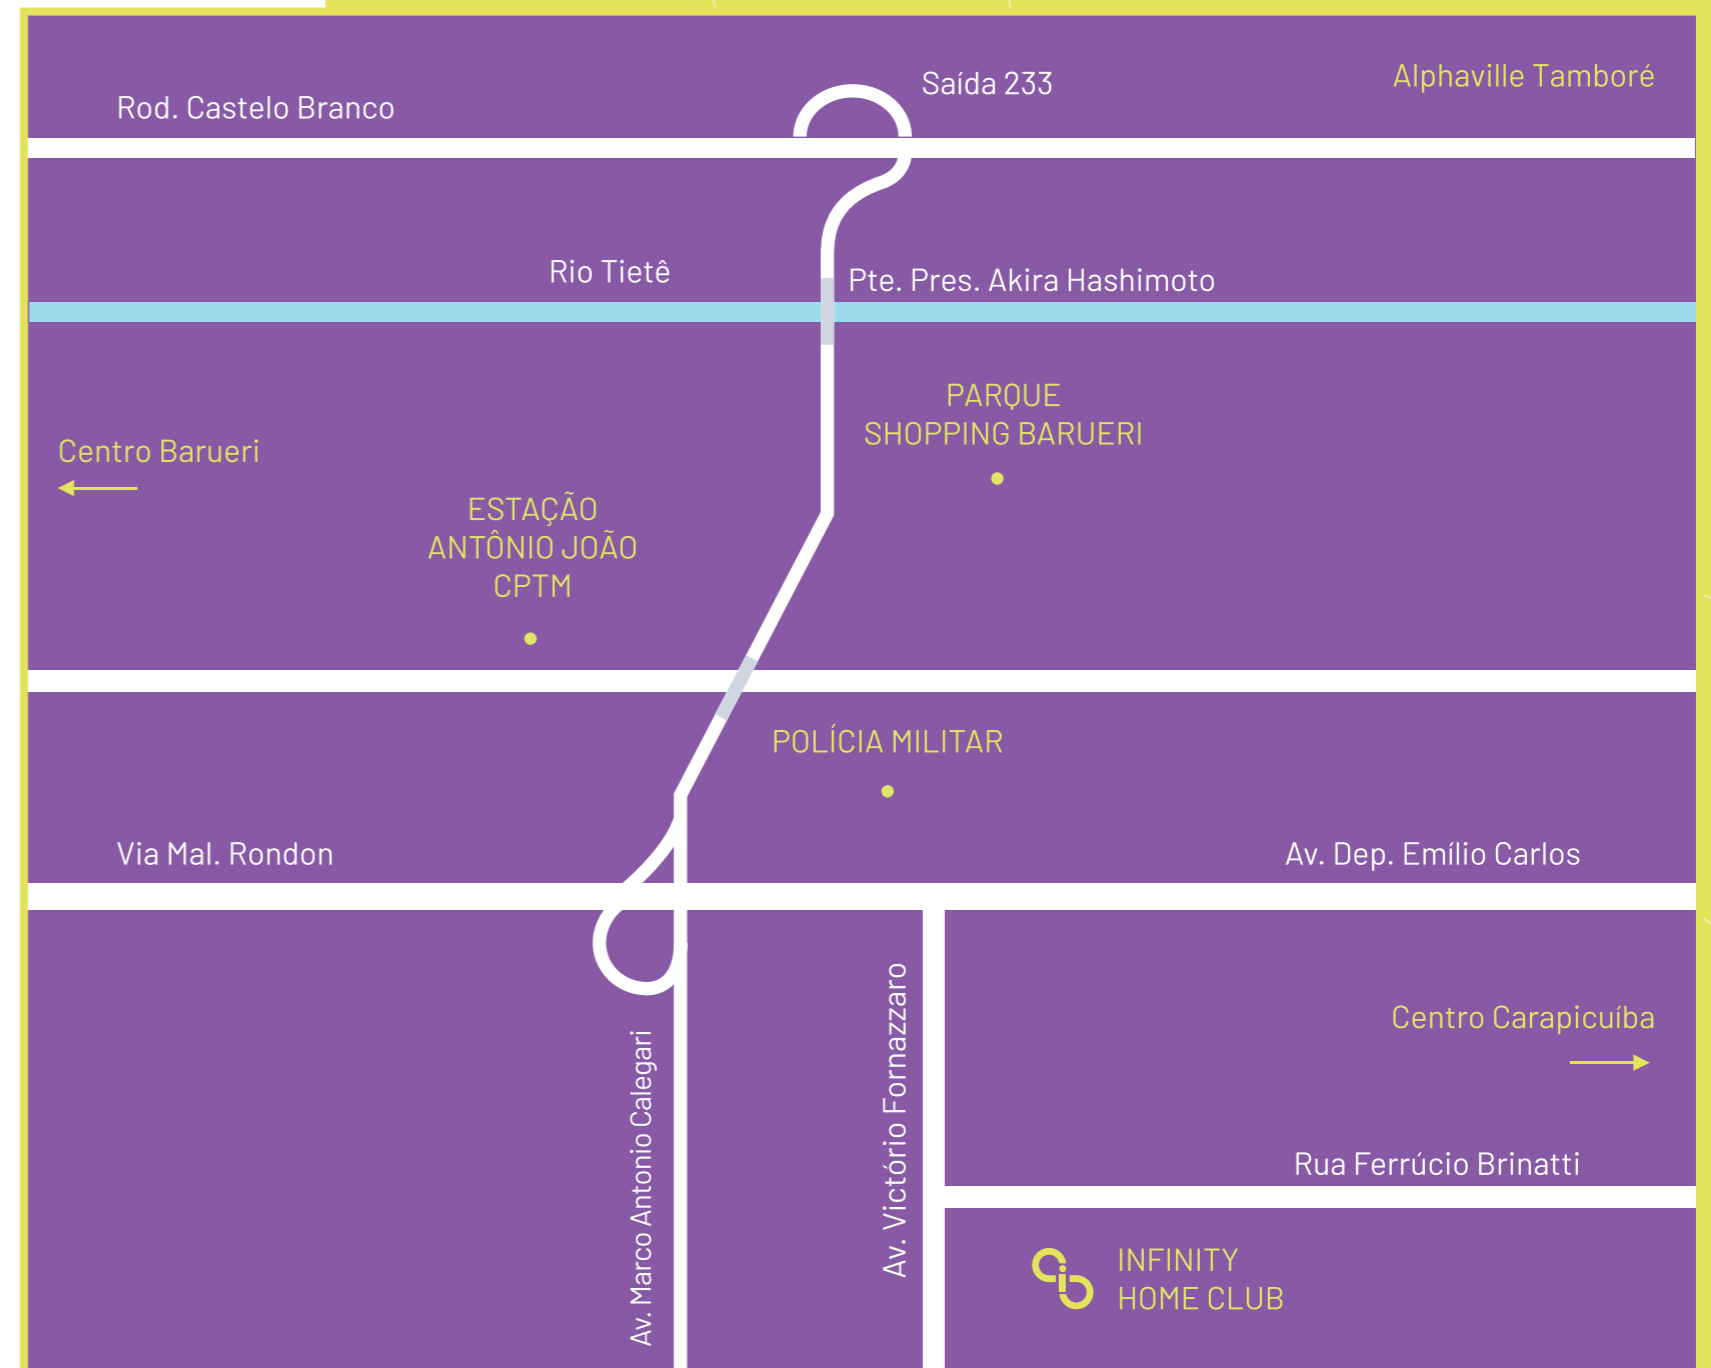 Saída 233
Alphaville Tamboré
Rod. Castelo Branco
Rio Tietê
Pte. Pres. Akira Hashimoto
PARQUE
SHOPPING BARUERI
Centro Barueri
ESTAÇÃO
ANTÔNIO JOÃO
CPTM
POLÍCIA MILITAR
Via Mal. Rondon
Av. Dep. Emílio Carlos
Av. Marco Antonio Calegari
Av. Victório Fornazzaro
Centro Carapicuíba
Rua Ferrúcio Brinatti
INFINITY
HOME CLUB